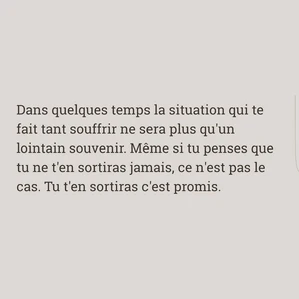 Dans quelques temps la situation qui te
fait tant souffrir ne sera plus qu'un
lointain souvenir. Même si tu penses que
tu ne t'en sortiras jamais, ce n'est pas le
cas. Tu t'en sortiras c'est promis.